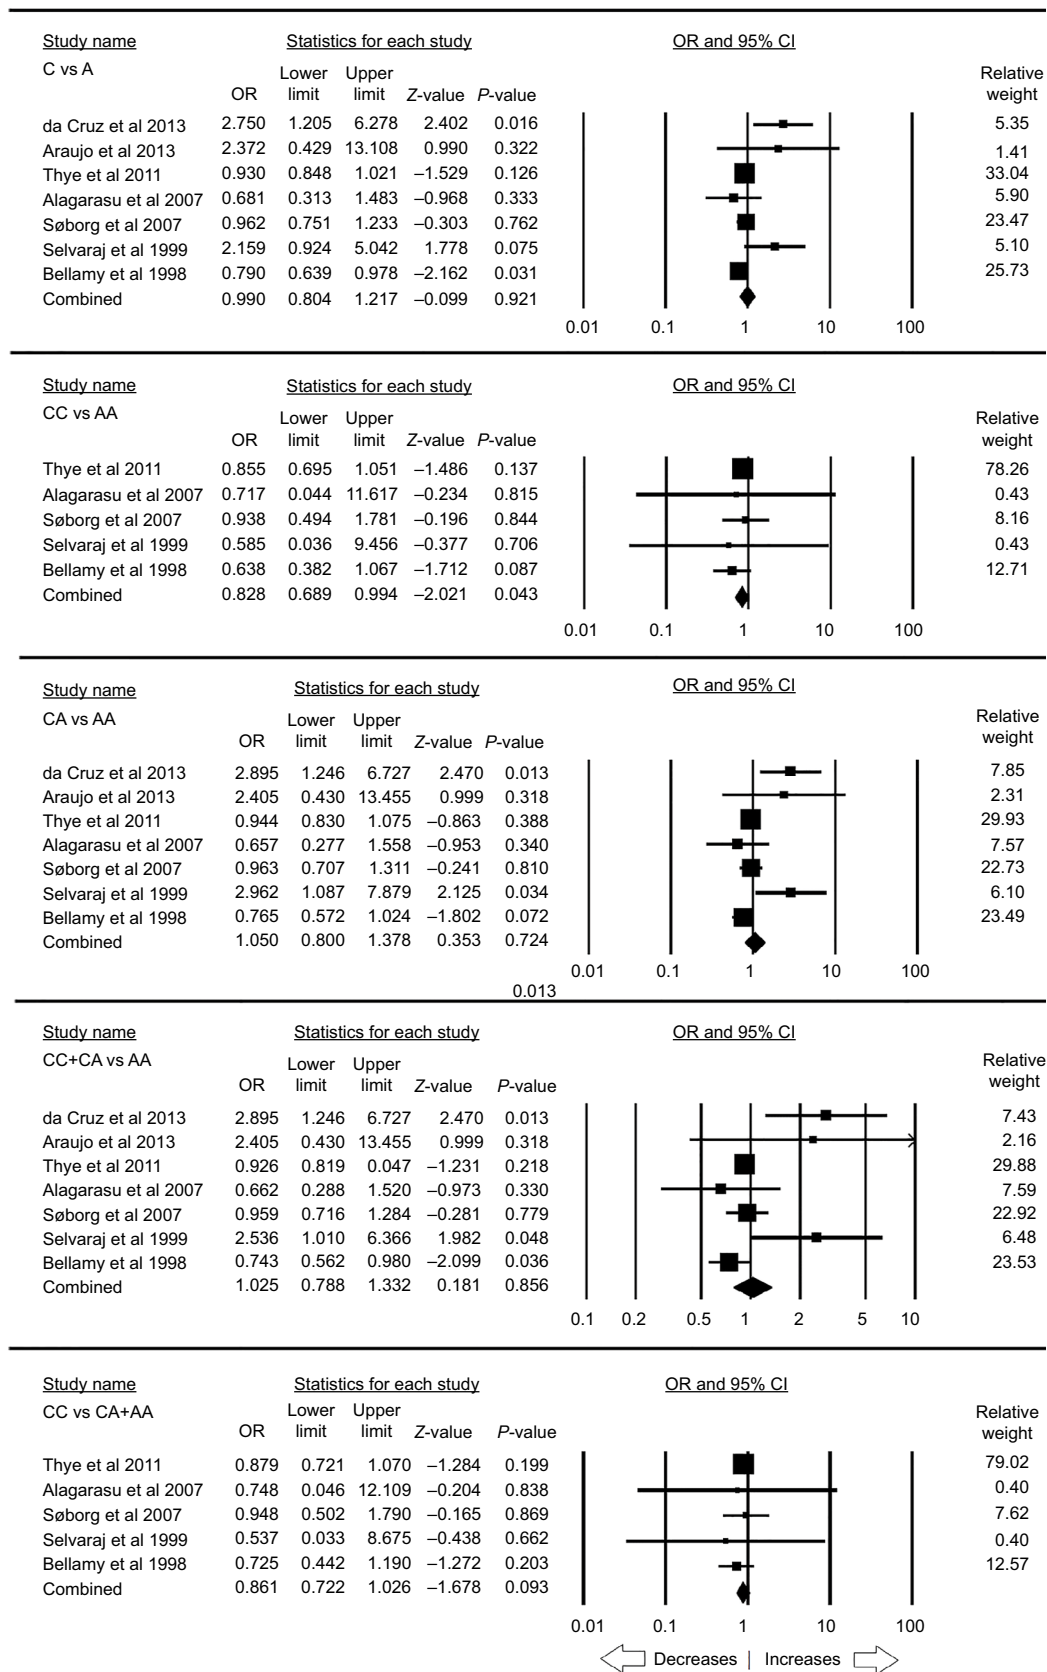 Study name Statistics for each study OR and 95% CI
C vs A
Lower Upper Relative
OR limit limit Z-value P-value weight
da Cruz et al 2013 2.750 1.205 6.278 2.402 0.016 5.35
Araujo et al 2013 2.372 0.429 13.108 0.990 0.322 1.41
Thye et al 2011 0.930 0.848 1.021 –1.529 0.126 33.04
Alagarasu et al 2007 0.681 0.313 1.483 –0.968 0.333 5.90
Søborg et al 2007 0.962 0.751 1.233 –0.303 0.762 23.47
Selvaraj et al 1999 2.159 0.924 5.042 1.778 0.075 5.10
Bellamy et al 1998 0.790 0.639 0.978 –2.162 0.031 25.73
Combined 0.990 0.804 1.217 –0.099 0.921
0.01 0.1 1 10 100
Study name Statistics for each study OR and 95% CI
CC vs AA
Lower Upper Relative
OR limit limit Z-value P-value weight
Thye et al 2011 0.855 0.695 1.051 –1.486 0.137 78.26
Alagarasu et al 2007 0.717 0.044 11.617 –0.234 0.815 0.43
Søborg et al 2007 0.938 0.494 1.781 –0.196 0.844 8.16
Selvaraj et al 1999 0.585 0.036 9.456 –0.377 0.706 0.43
Bellamy et al 1998 0.638 0.382 1.067 –1.712 0.087 12.71
Combined 0.828 0.689 0.994 –2.021 0.043
0.01 0.1 1 10 100
Study name Statistics for each study OR and 95% CI
CA vs AA
Lower Upper Relative
OR limit limit Z-value P-value weight
da Cruz et al 2013 2.895 1.246 6.727 2.470 0.013 7.85
Araujo et al 2013 2.405 0.430 13.455 0.999 0.318 2.31
Thye et al 2011 0.944 0.830 1.075 –0.863 0.388 29.93
Alagarasu et al 2007 0.657 0.277 1.558 –0.953 0.340 7.57
Søborg et al 2007 0.963 0.707 1.311 –0.241 0.810 22.73
Selvaraj et al 1999 2.962 1.087 7.879 2.125 0.034 6.10
Bellamy et al 1998 0.765 0.572 1.024 –1.802 0.072 23.49
Combined 1.050 0.800 1.378 0.353 0.724
0.01 0.1 1 10 100
0.013
Study name Statistics for each study OR and 95% CI
CC+CA vs AA
Lower Upper Relative
OR limit limit Z-value P-value weight
da Cruz et al 2013 2.895 1.246 6.727 2.470 0.013 7.43
Araujo et al 2013 2.405 0.430 13.455 0.999 0.318 2.16
Thye et al 2011 0.926 0.819 0.047 –1.231 0.218 29.88
Alagarasu et al 2007 0.662 0.288 1.520 –0.973 0.330 7.59
Søborg et al 2007 0.959 0.716 1.284 –0.281 0.779 22.92
Selvaraj et al 1999 2.536 1.010 6.366 1.982 0.048 6.48
Bellamy et al 1998 0.743 0.562 0.980 –2.099 0.036 23.53
Combined 1.025 0.788 1.332 0.181 0.856
0.1 0.2 0.5 1 2 5 10
Study name Statistics for each study OR and 95% CI
CC vs CA+AA
Lower Upper Relative
OR limit limit Z-value P-value weight
Thye et al 2011 0.879 0.721 1.070 –1.284 0.199 79.02
Alagarasu et al 2007 0.748 0.046 12.109 –0.204 0.838 0.40
Søborg et al 2007 0.948 0.502 1.790 –0.165 0.869 7.62
Selvaraj et al 1999 0.537 0.033 8.675 –0.438 0.662 0.40
Bellamy et al 1998 0.725 0.442 1.190 –1.272 0.203 12.57
Combined 0.861 0.722 1.026 –1.678 0.093
0.01 0.1 1 10 100
Decreases Increases